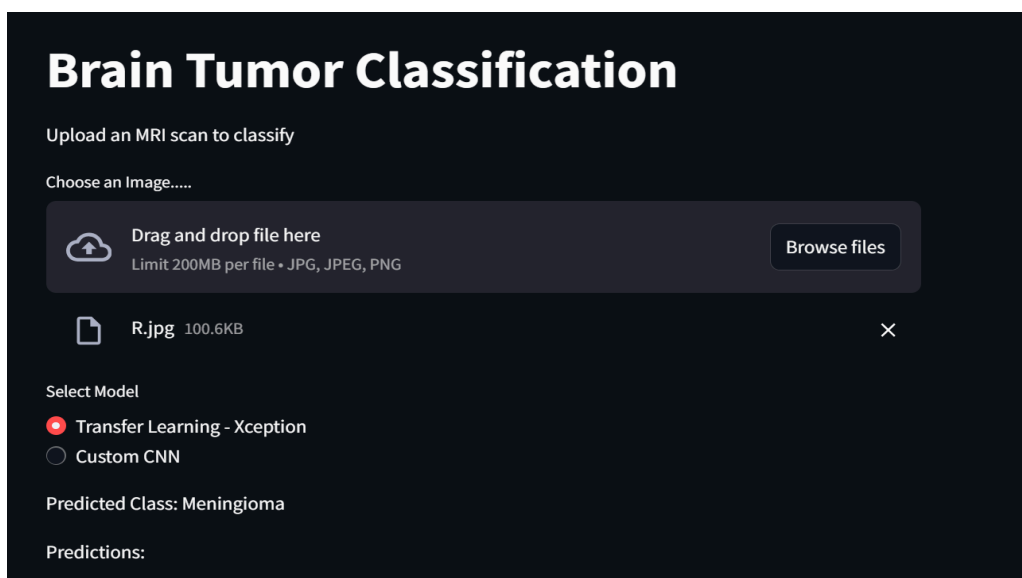 Brain Tumor Classification
Upload an MRI scan to classify
Choose an Image.....
Drag and drop file here
Limit 200MB per file • JPG, JPEG, PNG
Browse files
R.jpg 100.6KB
Select Model
Transfer Learning - Xception
Custom CNN
Predicted Class: Meningioma
Predictions: